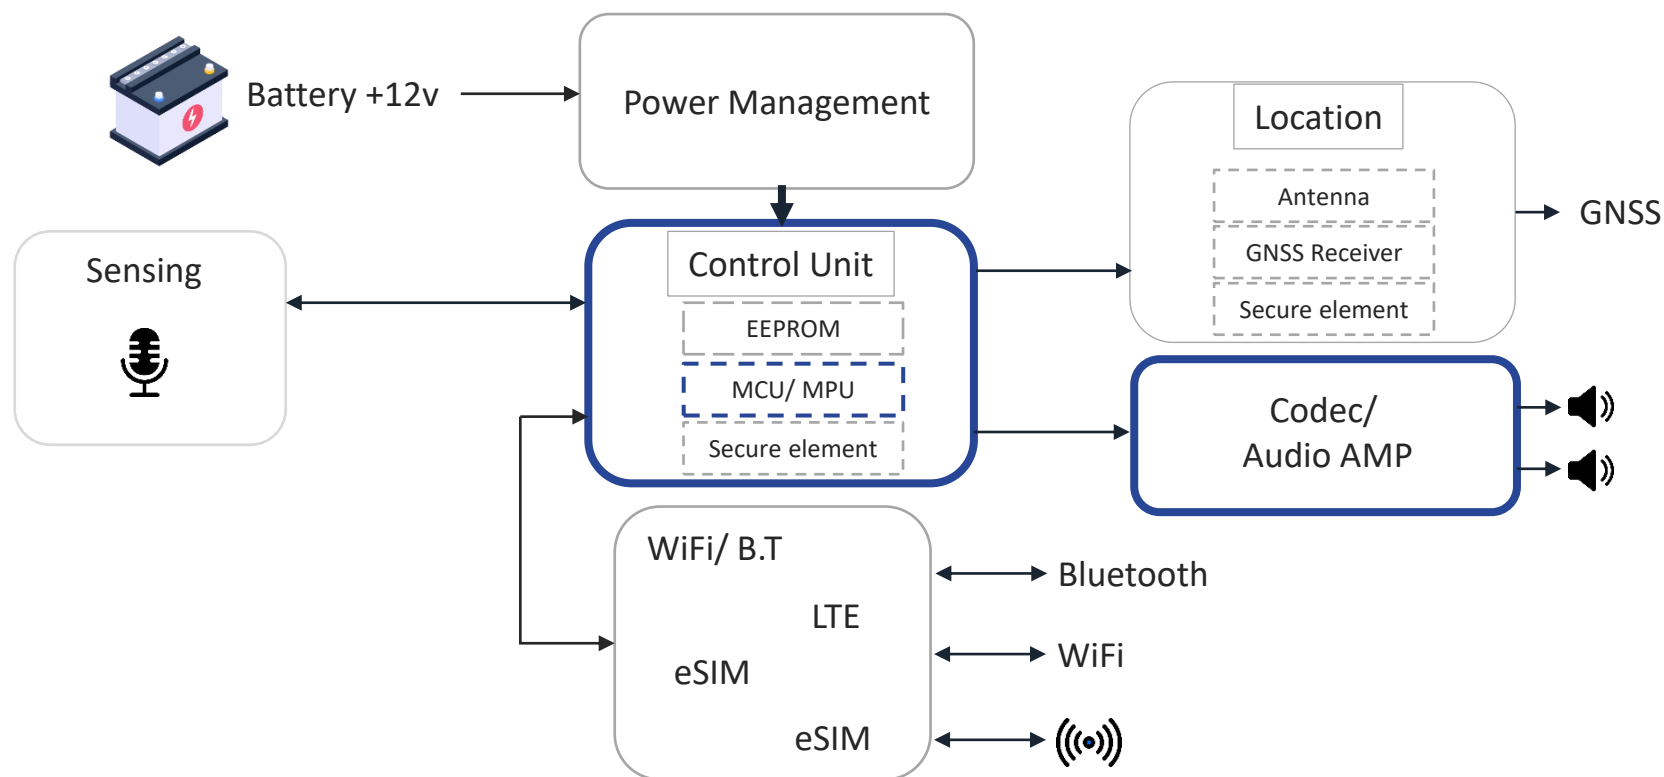 Battery +12v
Power Management
Location
Antenna
GNSS Receiver
Secure element
GNSS
Sensing
Control Unit
EEPROM
MCU/ MPU
Secure element
Codec/
Audio AMP
WiFi/ B.T
LTE
eSIM
eSIM
Bluetooth
WiFi